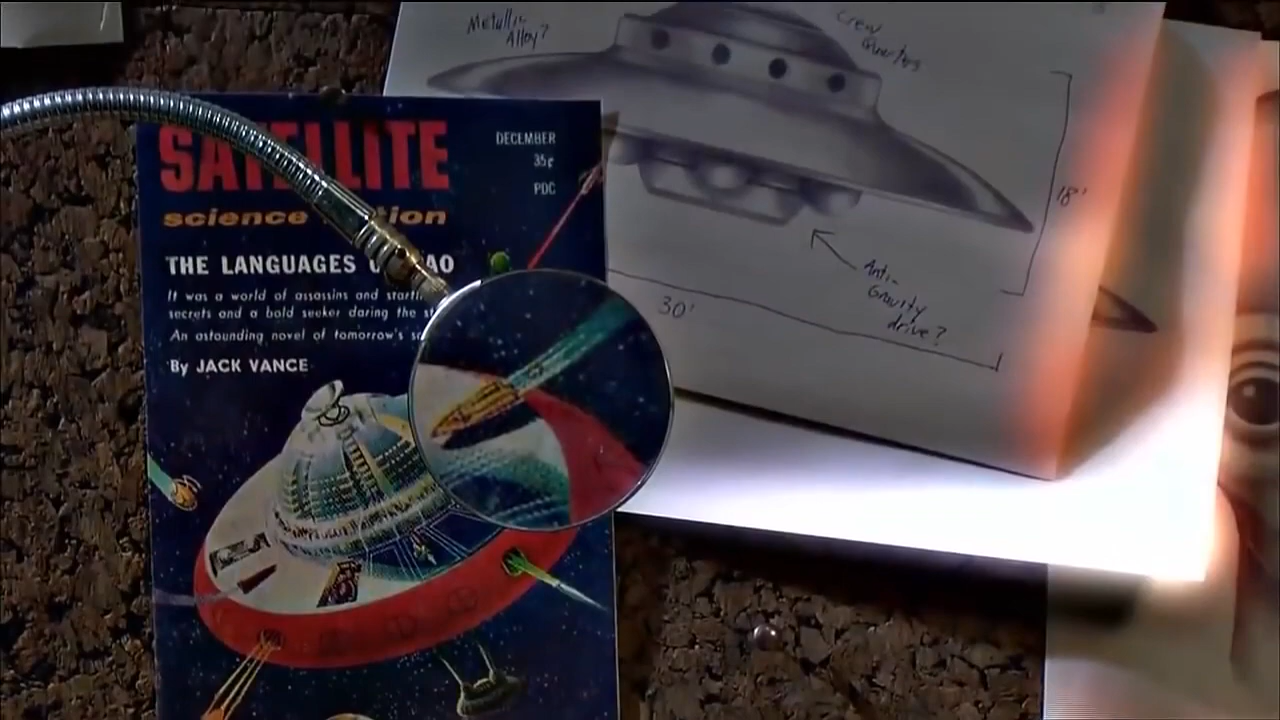 SATELLITE
DECEMBER
35¢
PDC
science
THE LANGUAGES
It was a world of assassins and
secrets and a bold seeker daring the
An astounding novel of tomorrow's
By JACK VANCE
Metallic
Alloy?
Crew
Quarters
18'
30'
Anti-
Gravity
drive?